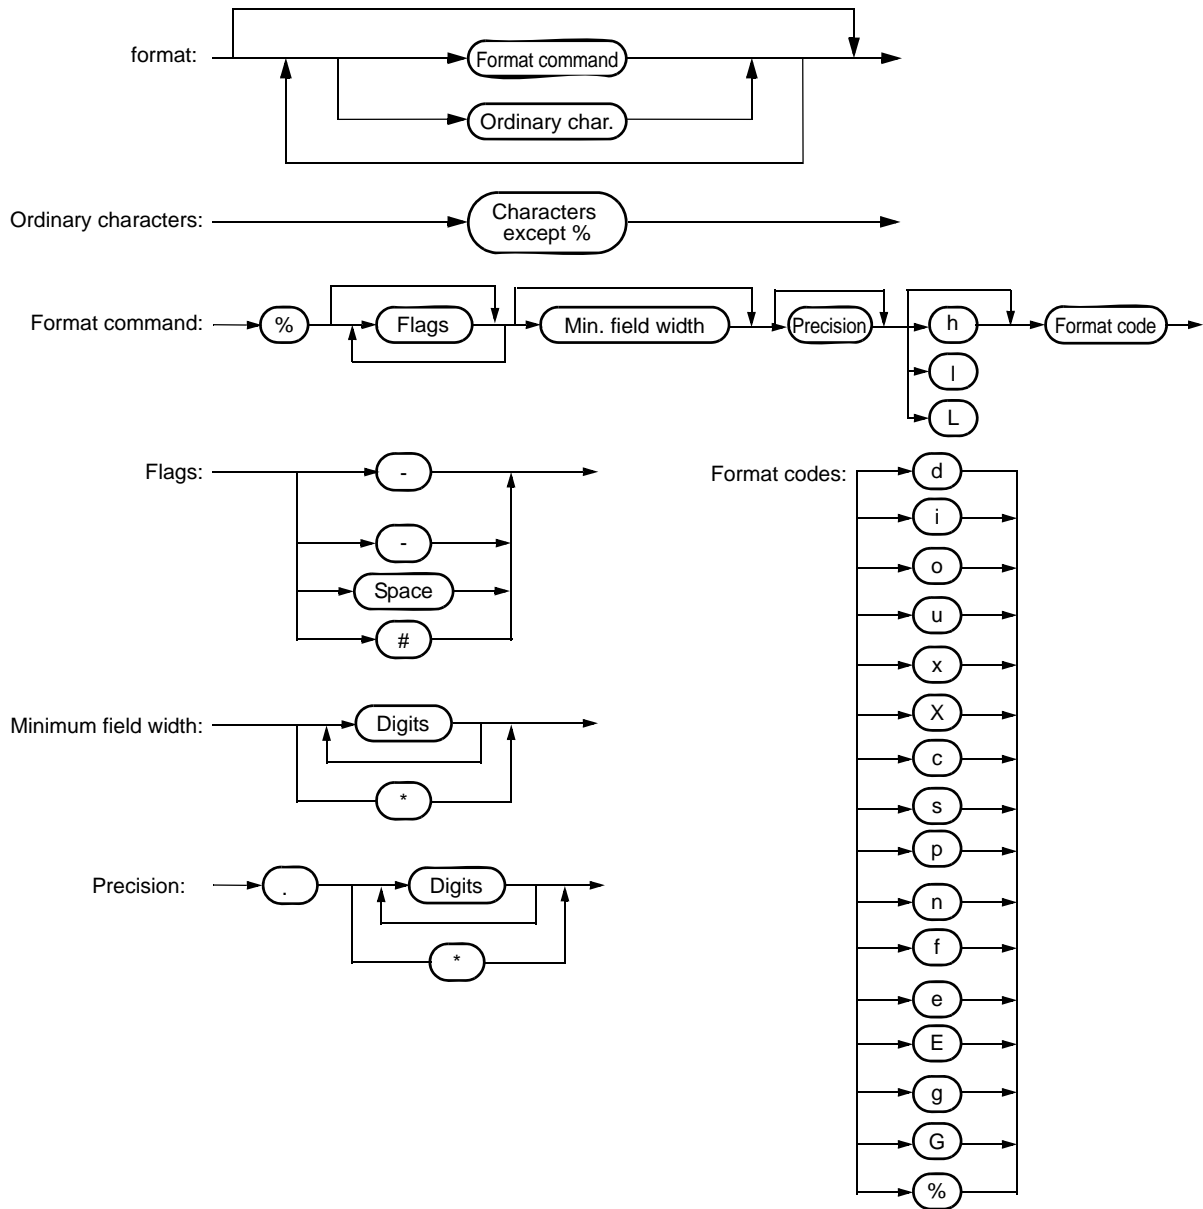 format:
Format command
Ordinary char.
Ordinary characters:
Characters
except %
Format command:
%
Flags
Min. field width
Precision
h
Format code
l
L
Flags:
-
-
Space
#
Minimum field width:
Digits
*
Precision:
.
Digits
*
Format codes:
d
i
o
u
x
X
c
s
p
n
f
e
E
g
G
%